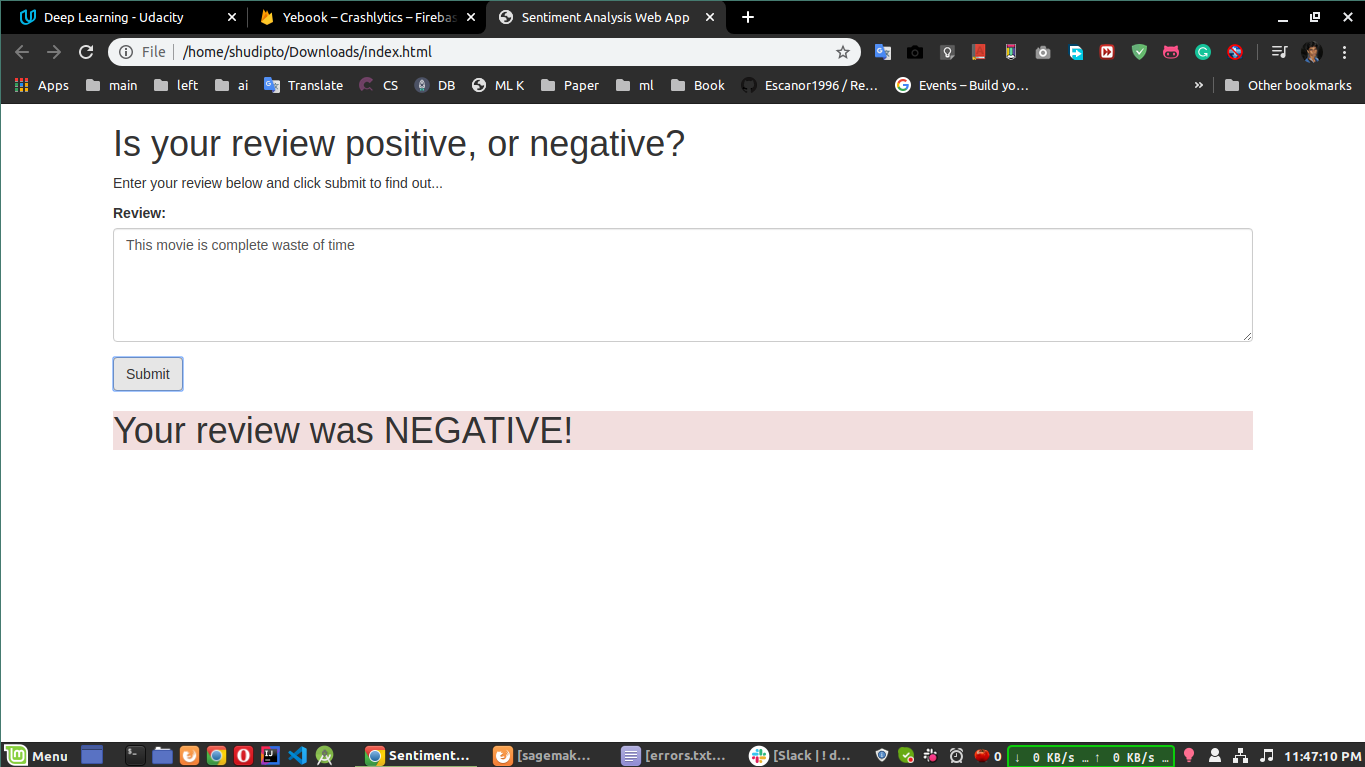 Deep Learning - Udacity
Yebook – Crashlytics – Firebas
Sentiment Analysis Web App
File
/home/shudipto/Downloads/index.html
Apps main left ai Translate CS DB ML K Paper ml Book Escanor1996 / Re… Events – Build yo… » Other bookmarks
Is your review positive, or negative?
Enter your review below and click submit to find out...
Review:
This movie is complete waste of time
Submit
Your review was NEGATIVE!
Menu Sentiment... [sagemak... [errors.txt... [Slack | ! d... 0 ↓ 0 KB/s … ↑ 0 KB/s … 11:47:10 PM